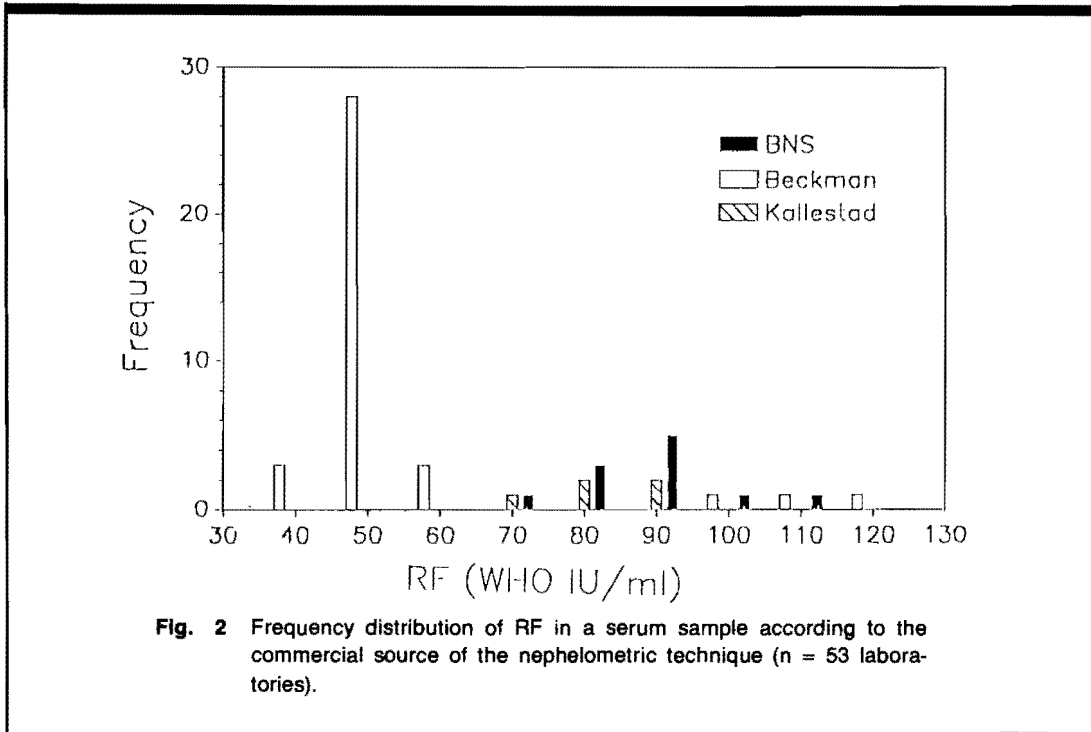 30
20
10
0
Frequency
BNS
Beckman
Kallestad
30 40 50 60 70 80 90 100 110 120 130
RF (WHO IU/ml)
Fig. 2 Frequency distribution of RF in a serum sample according to the
commercial source of the nephelometric technique (n = 53 labora-
tories).